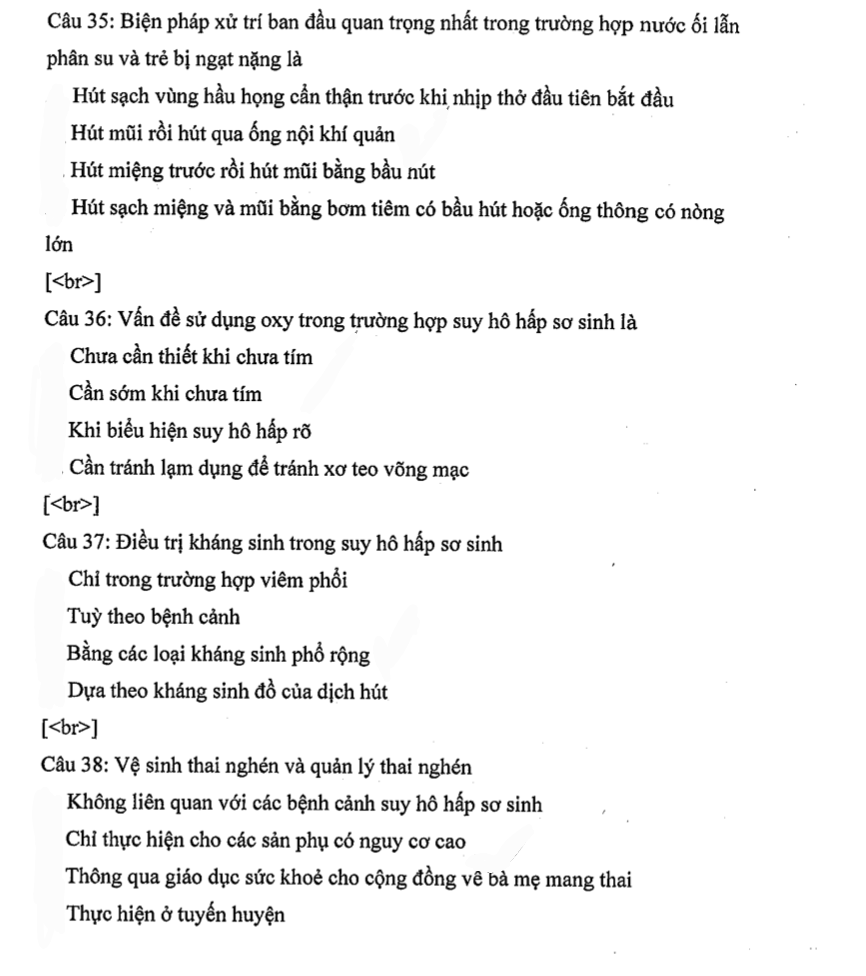 Câu 35: Biện pháp xử trí ban đầu quan trọng nhất trong trường hợp nước ối lẫn
phân su và trẻ bị ngạt nặng là
Hút sạch vùng hầu họng cẩn thận trước khi nhịp thở đầu tiên bắt đầu
Hút mũi rồi hút qua ống nội khí quản
Hút miệng trước rồi hút mũi bằng bầu nút
Hút sạch miệng và mũi bằng bơm tiêm có bầu hút hoặc ống thông có nòng
lớn
[<br>]
Câu 36: Vấn đề sử dụng oxy trong trường hợp suy hô hấp sơ sinh là
Chưa cần thiết khi chưa tím
Cần sớm khi chưa tím
Khi biểu hiện suy hô hấp rõ
Cần tránh lạm dụng để tránh xơ teo võng mạc
[<br>]
Câu 37: Điều trị kháng sinh trong suy hô hấp sơ sinh
Chỉ trong trường hợp viêm phổi
Tuỳ theo bệnh cảnh
Bằng các loại kháng sinh phổ rộng
Dựa theo kháng sinh đồ của dịch hút
[<br>]
Câu 38: Vệ sinh thai nghén và quản lý thai nghén
Không liên quan với các bệnh cảnh suy hô hấp sơ sinh
Chỉ thực hiện cho các sản phụ có nguy cơ cao
Thông qua giáo dục sức khoẻ cho cộng đồng về bà mẹ mang thai
Thực hiện ở tuyến huyện